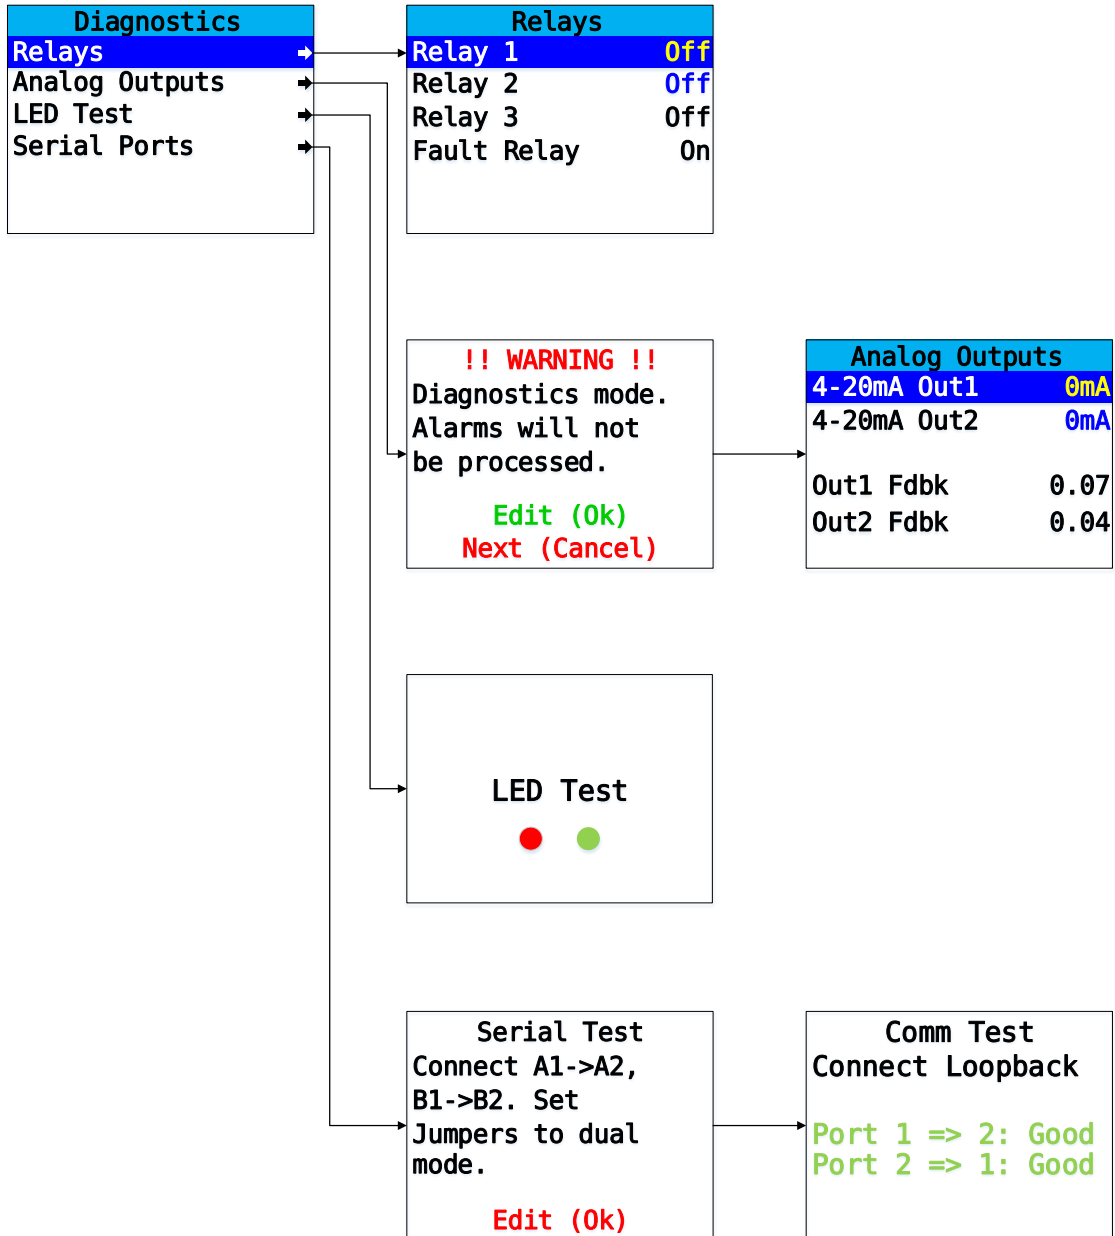 Diagnostics
Relays
Analog Outputs
LED Test
Serial Ports
Relays
Relay 1 Off
Relay 2 Off
Relay 3 Off
Fault Relay On
!! WARNING !!
Diagnostics mode.
Alarms will not
be processed.
Edit (Ok)
Next (Cancel)
Analog Outputs
4-20mA Out1 0mA
4-20mA Out2 0mA
Out1 Fdbk 0.07
Out2 Fdbk 0.04
LED Test
Serial Test
Connect A1->A2,
B1->B2. Set
Jumpers to dual
mode.
Edit (Ok)
Comm Test
Connect Loopback
Port 1 => 2: Good
Port 2 => 1: Good